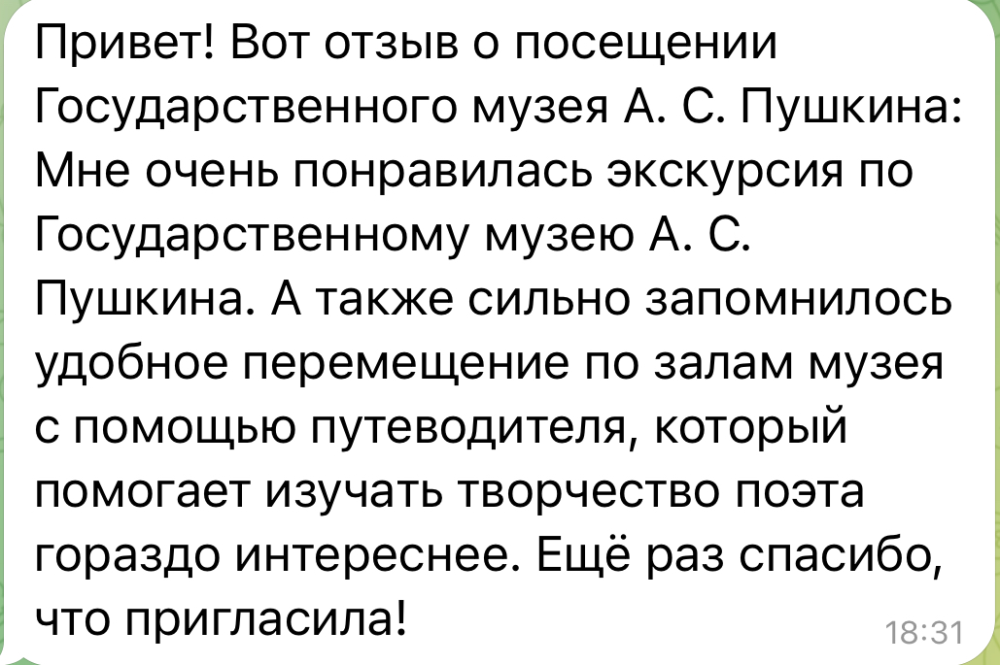 Привет! Вот отзыв о посещении
Государственного музея А. С. Пушкина:
Мне очень понравилась экскурсия по
Государственному музею А. С.
Пушкина. А также сильно запомнилось
удобное перемещение по залам музея
с помощью путеводителя, который
помогает изучать творчество поэта
гораздо интереснее. Ещё раз спасибо,
что пригласила!
18:31